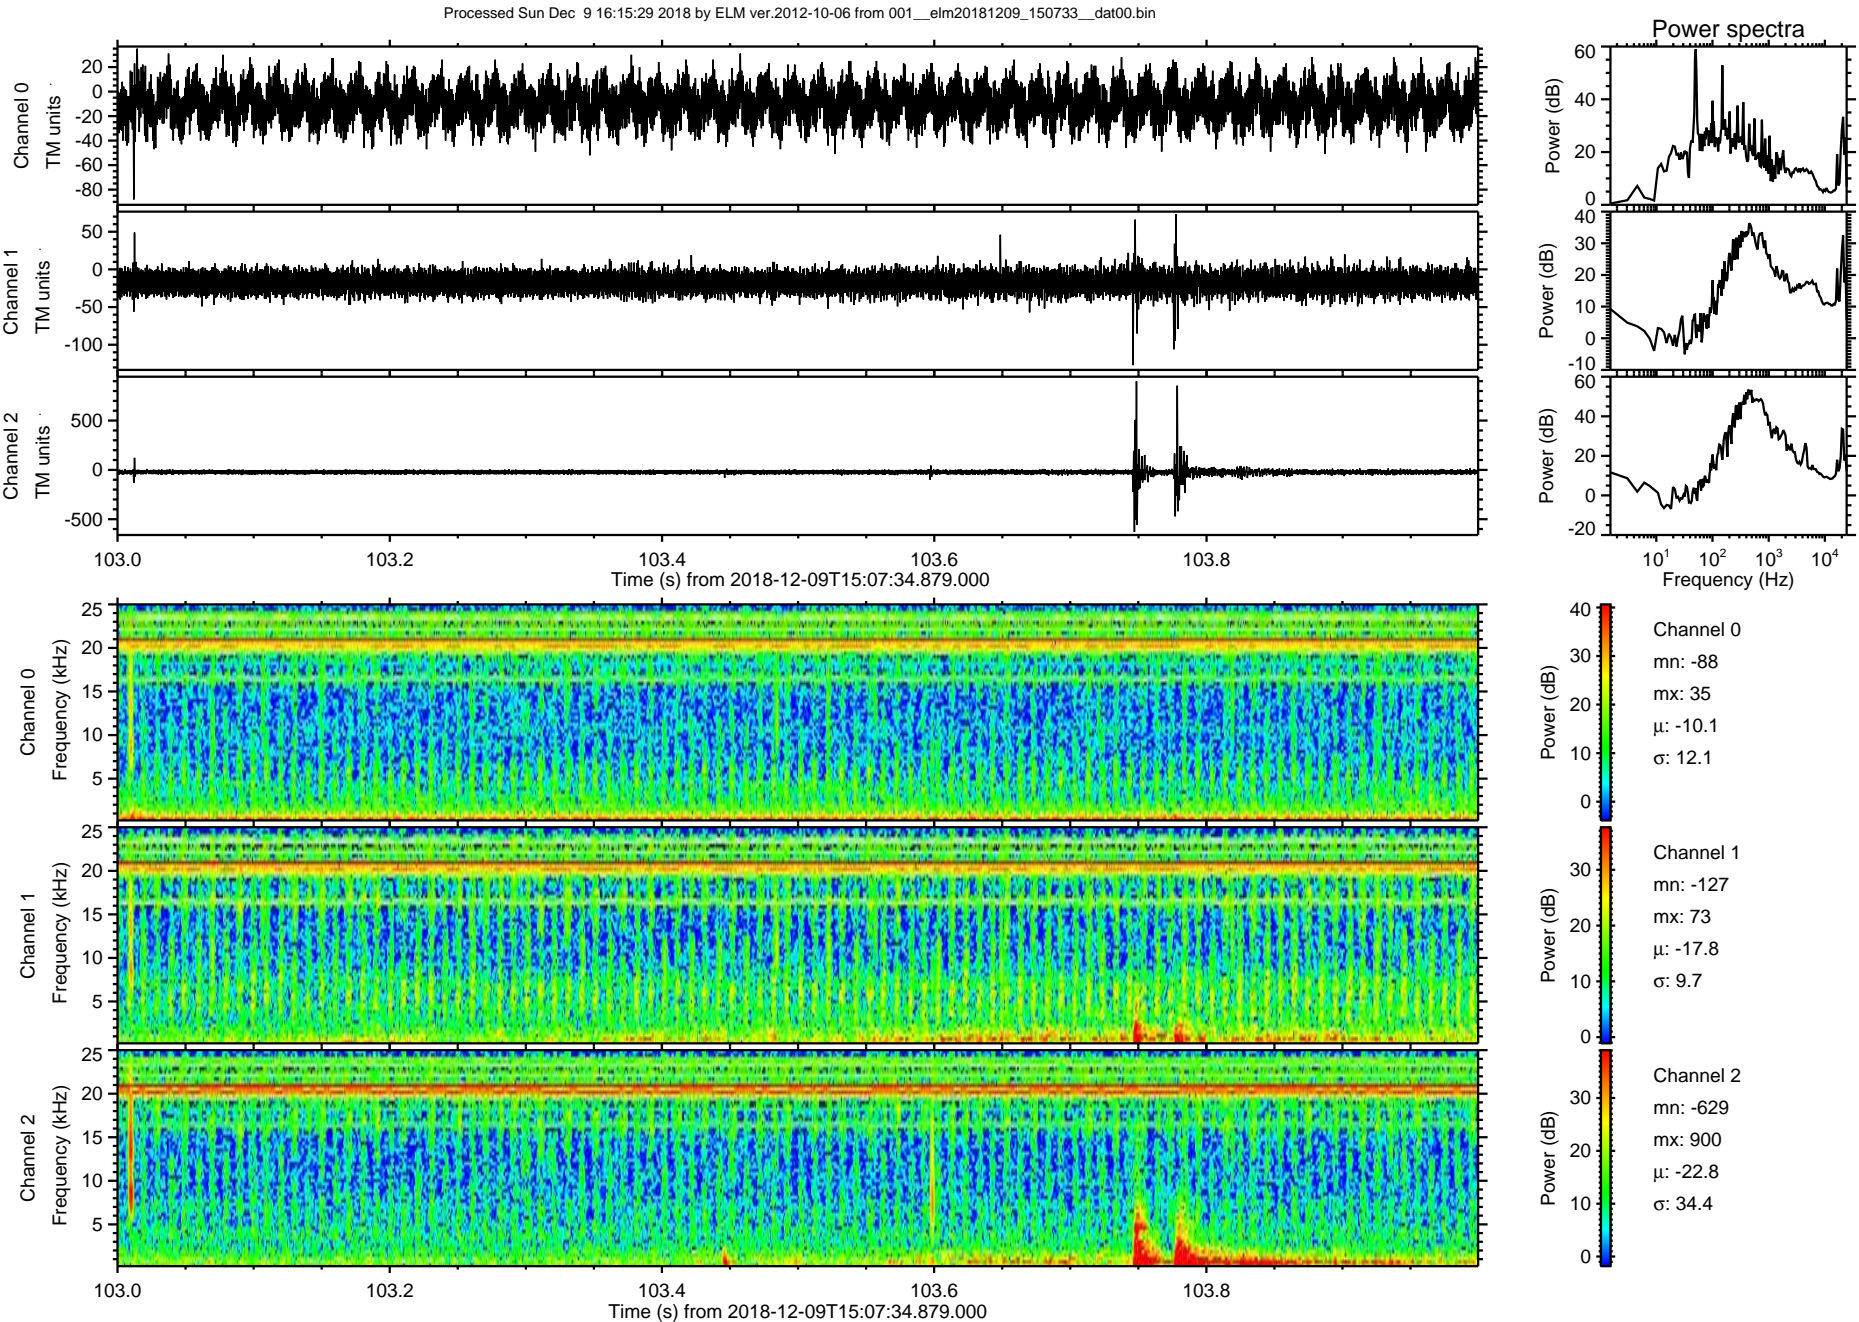 Processed Sun Dec  9 16:15:29 2018 by ELM ver.2012-10-06 from 001__elm20181209_150733__dat00.bin
Power spectra
Channel 0
TM units
20
0
-20
-40
-60
-80
Power (dB)
60
40
20
0
Channel 1
TM units
50
0
-50
-100
Power (dB)
40
30
20
10
0
-10
Channel 2
TM units
500
0
-500
Power (dB)
60
40
20
0
-20
103.0 103.2 103.4 103.6 103.8
Time (s) from 2018-12-09T15:07:34.879.000
10^1 10^2 10^3 10^4
Frequency (Hz)
Channel 0
Frequency (kHz)
25
20
15
10
5
Power (dB)
40
30
20
10
0
Channel 0
mn: -88
mx: 35
μ: -10.1
σ: 12.1
Channel 1
Frequency (kHz)
25
20
15
10
5
Power (dB)
30
20
10
0
Channel 1
mn: -127
mx: 73
μ: -17.8
σ: 9.7
Channel 2
Frequency (kHz)
25
20
15
10
5
Power (dB)
30
20
10
0
Channel 2
mn: -629
mx: 900
μ: -22.8
σ: 34.4
103.0 103.2 103.4 103.6 103.8
Time (s) from 2018-12-09T15:07:34.879.000